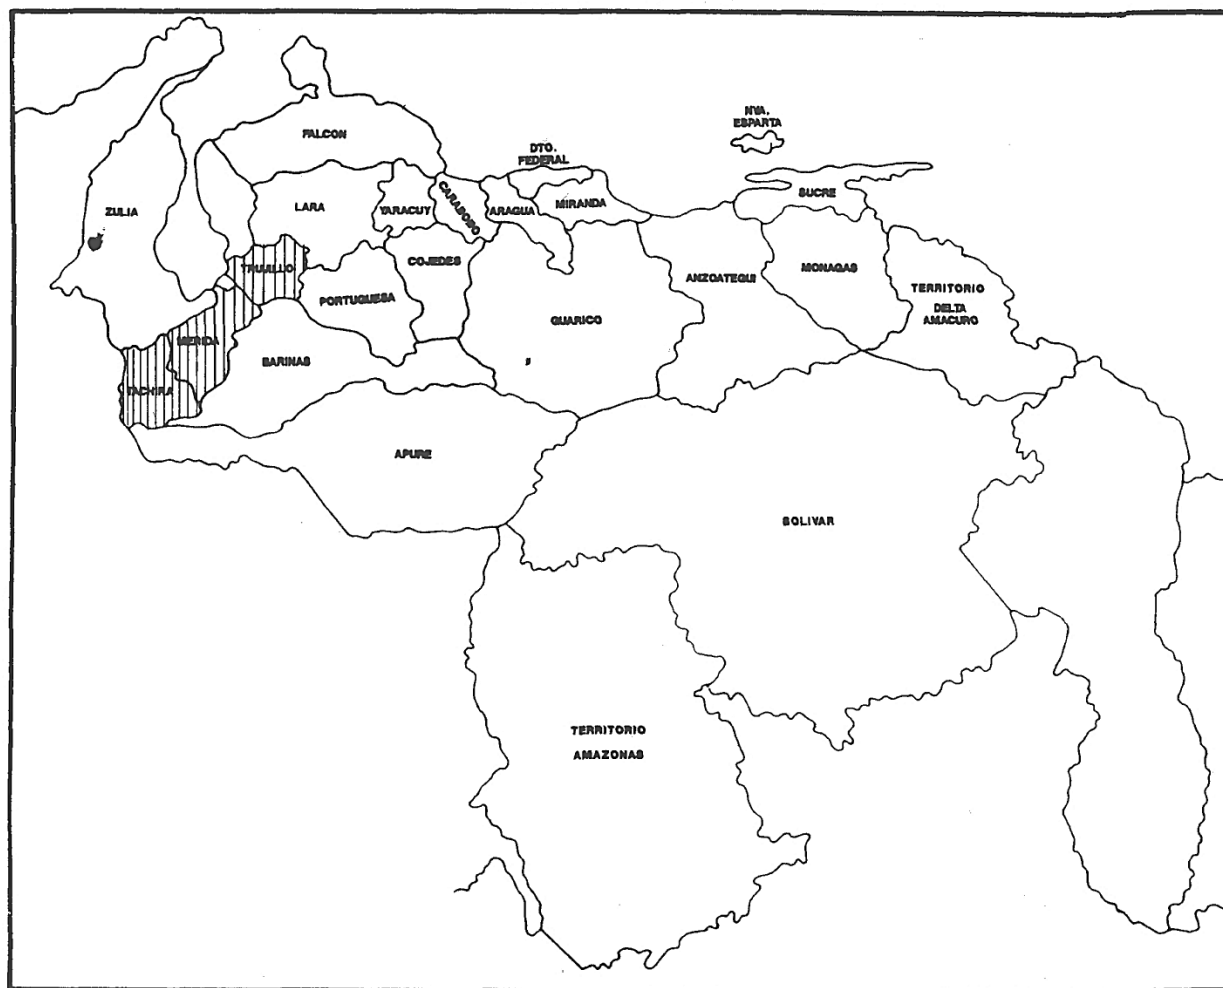 NVA.
ESPARTA
FALCON
DTO.
FEDERAL
SUCRE
ZULIA
LARA
YARACUY
CARABOBO
ARAGUA
MIRANDA
TRUJILLO
COJEDES
MONAGAS
ANZOATEGUI
TERRITORIO
DELTA
AMACURO
PORTUGUESA
GUARICO
MERIDA
BARINAS
TACHIRA
APURE
BOLIVAR
TERRITORIO
AMAZONAS